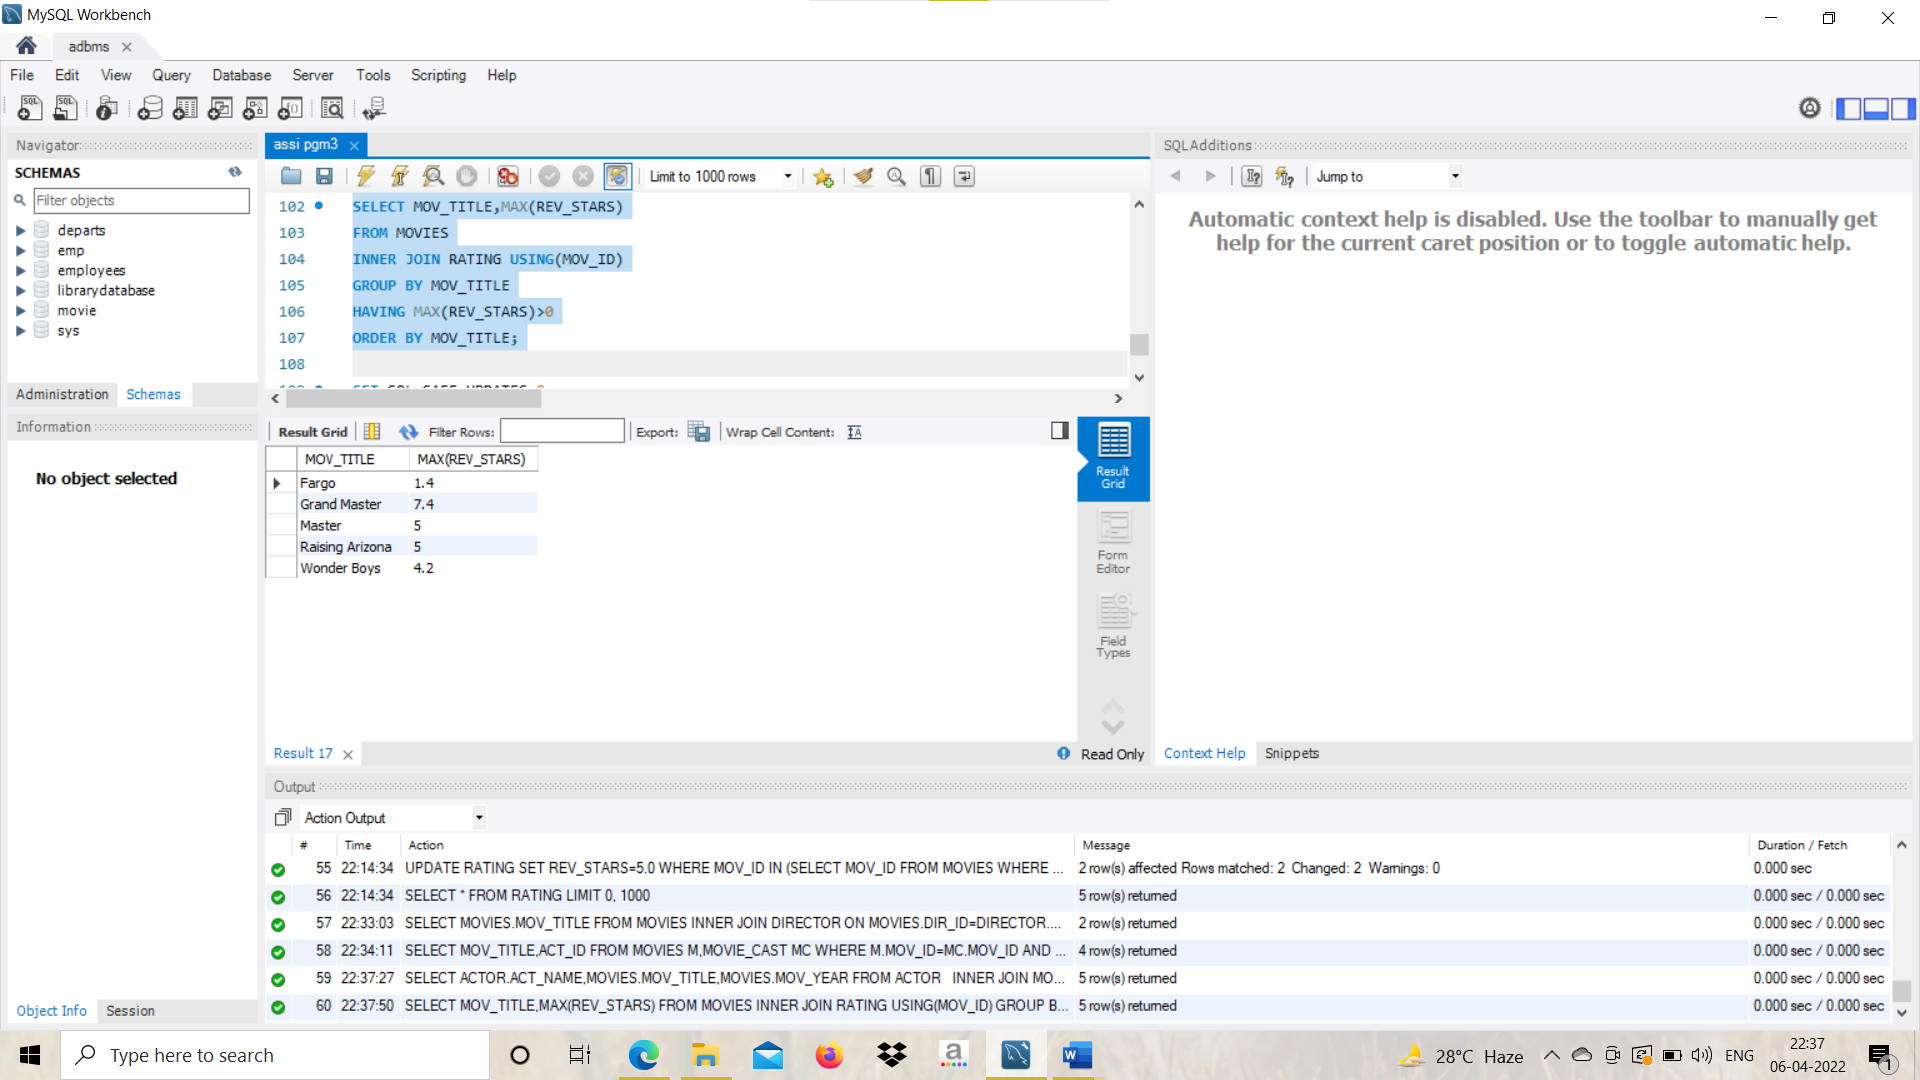 MySQL Workbench
adbms
File Edit View Query Database Server Tools Scripting Help
Navigator
SCHEMAS
Filter objects
departs
emp
employees
librarydatabase
movie
sys
Administration Schemas
Information
No object selected
Object Info Session
assi pgm3
Limit to 1000 rows
102 SELECT MOV_TITLE,MAX(REV_STARS)
103 FROM MOVIES
104 INNER JOIN RATING USING(MOV_ID)
105 GROUP BY MOV_TITLE
106 HAVING MAX(REV_STARS)>0
107 ORDER BY MOV_TITLE;
108
Result Grid Filter Rows: Export: Wrap Cell Content:
MOV_TITLE MAX(REV_STARS)
Fargo 1.4
Grand Master 7.4
Master 5
Raising Arizona 5
Wonder Boys 4.2
Result
Grid
Form
Editor
Field
Types
Result 17 Read Only
SQLAdditions
Jump to
Automatic context help is disabled. Use the toolbar to manually get
help for the current caret position or to toggle automatic help.
Context Help Snippets
Output
Action Output
# Time Action Message Duration / Fetch
55 22:14:34 UPDATE RATING SET REV_STARS=5.0 WHERE MOV_ID IN (SELECT MOV_ID FROM MOVIES WHERE ... 2 row(s) affected Rows matched: 2 Changed: 2 Warnings: 0 0.000 sec
56 22:14:34 SELECT * FROM RATING LIMIT 0, 1000 5 row(s) returned 0.000 sec / 0.000 sec
57 22:33:03 SELECT MOVIES.MOV_TITLE FROM MOVIES INNER JOIN DIRECTOR ON MOVIES.DIR_ID=DIRECTOR.... 2 row(s) returned 0.000 sec / 0.000 sec
58 22:34:11 SELECT MOV_TITLE,ACT_ID FROM MOVIES M,MOVIE_CAST MC WHERE M.MOV_ID=MC.MOV_ID AND ... 4 row(s) returned 0.000 sec / 0.000 sec
59 22:37:27 SELECT ACTOR.ACT_NAME,MOVIES.MOV_TITLE,MOVIES.MOV_YEAR FROM ACTOR INNER JOIN MO... 5 row(s) returned 0.000 sec / 0.000 sec
60 22:37:50 SELECT MOV_TITLE,MAX(REV_STARS) FROM MOVIES INNER JOIN RATING USING(MOV_ID) GROUP B... 5 row(s) returned 0.000 sec / 0.000 sec
Type here to search
28°C Haze
ENG
22:37
06-04-2022
1